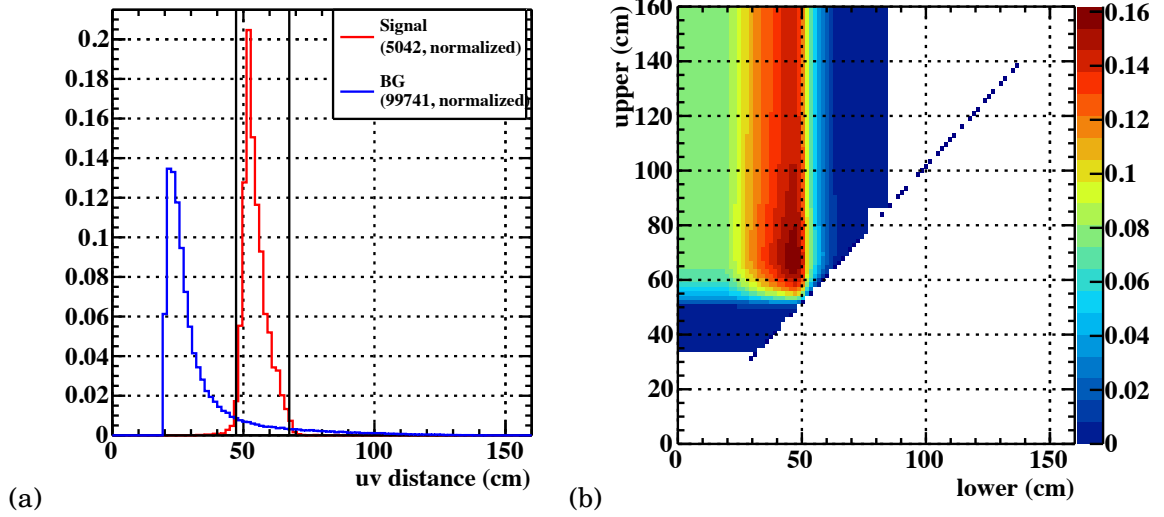 0.2
0.18
0.16
0.14
0.12
0.1
0.08
0.06
0.04
0.02
0
0 50 100 150
uv distance (cm)
Signal
(5042, normalized)
BG
(99741, normalized)
(a)
upper (cm)
160
140
120
100
80
60
40
20
0
0 50 100 150
lower (cm)
0.16
0.14
0.12
0.1
0.08
0.06
0.04
0.02
0
(b)